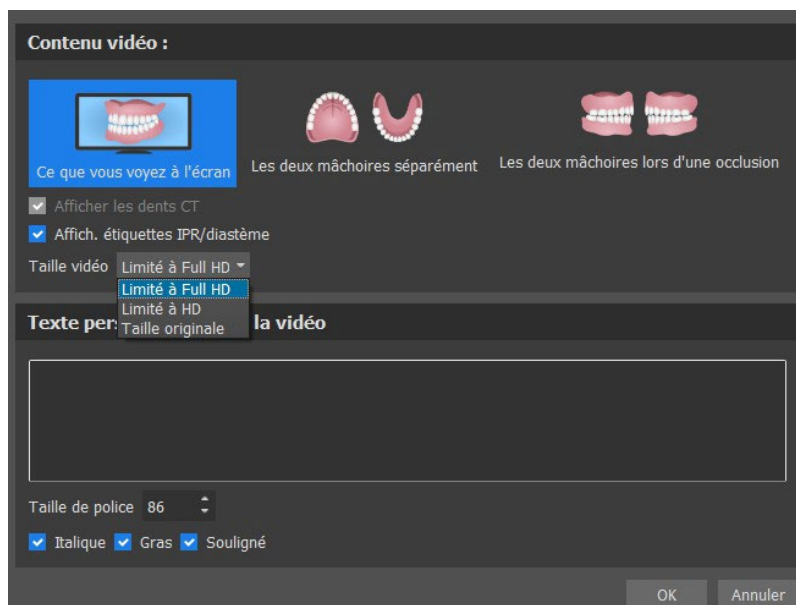 Contenu vidéo :
Ce que vous voyez à l'écran
Les deux mâchoires séparément
Les deux mâchoires lors d'une occlusion
Afficher les dents CT
Affich. étiquettes IPR/diastème
Taille vidéo Limité à Full HD
Limité à Full HD
Limité à HD
Taille originale
Texte per la vidéo
Taille de police 86
Italique Gras Souligné
OK Annuler